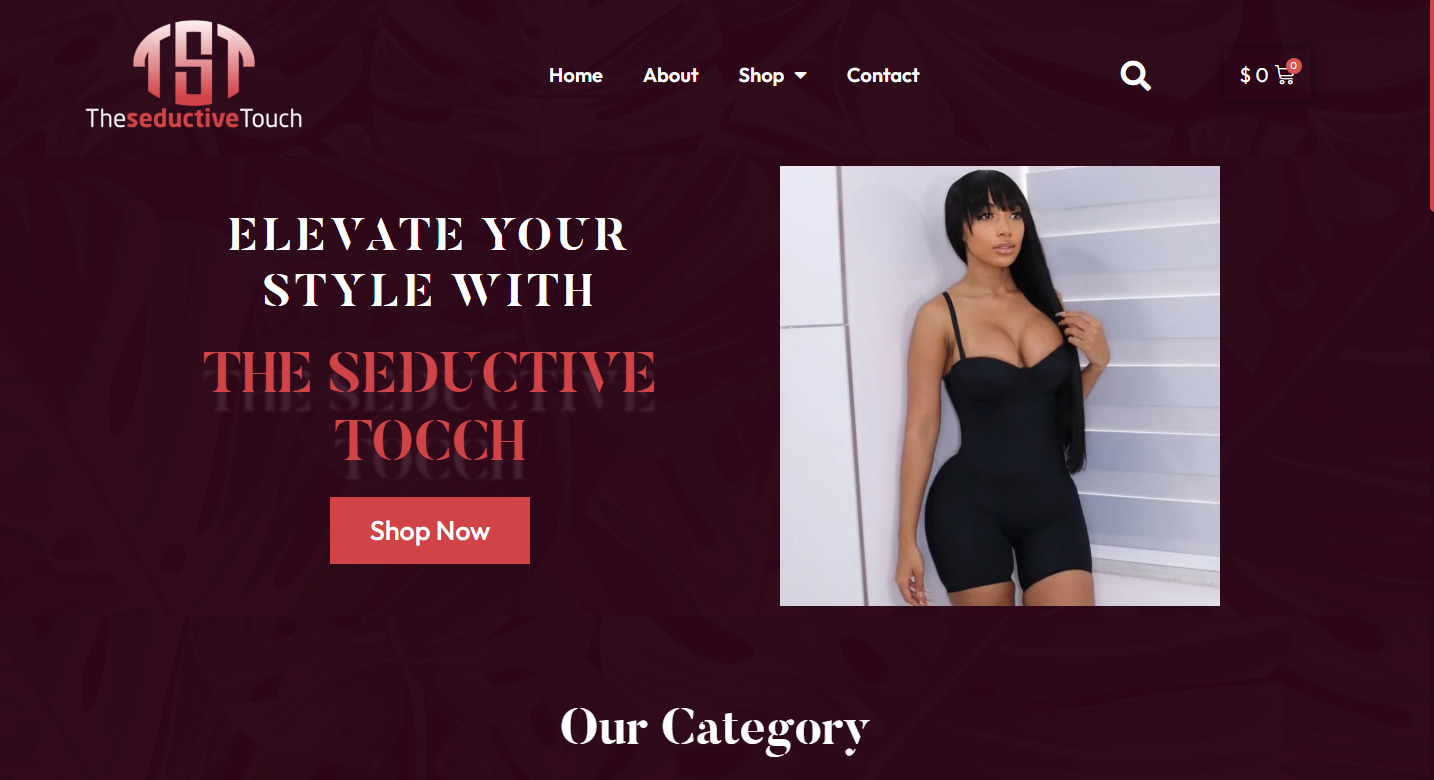 TST
TheseductiveTouch
Home About Shop Contact
$ 0 0
ELEVATE YOUR
STYLE WITH
THE SEDUCTIVE
TOCCH
Shop Now
Our Category